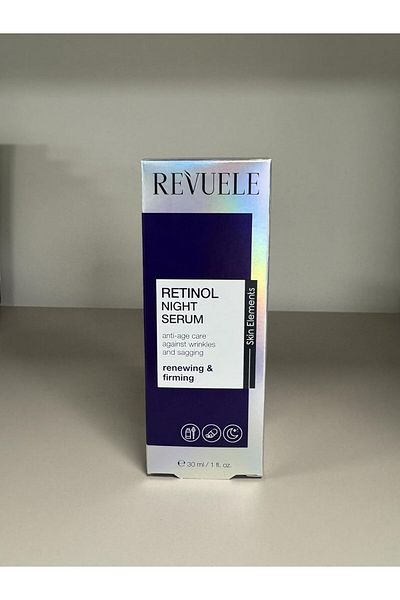 REVUELE
RETINOL
NIGHT
SERUM
anti-age care
against wrinkles
and sagging
renewing &
firming
Skin Elements
℮ 30 ml / 1 fl. oz.